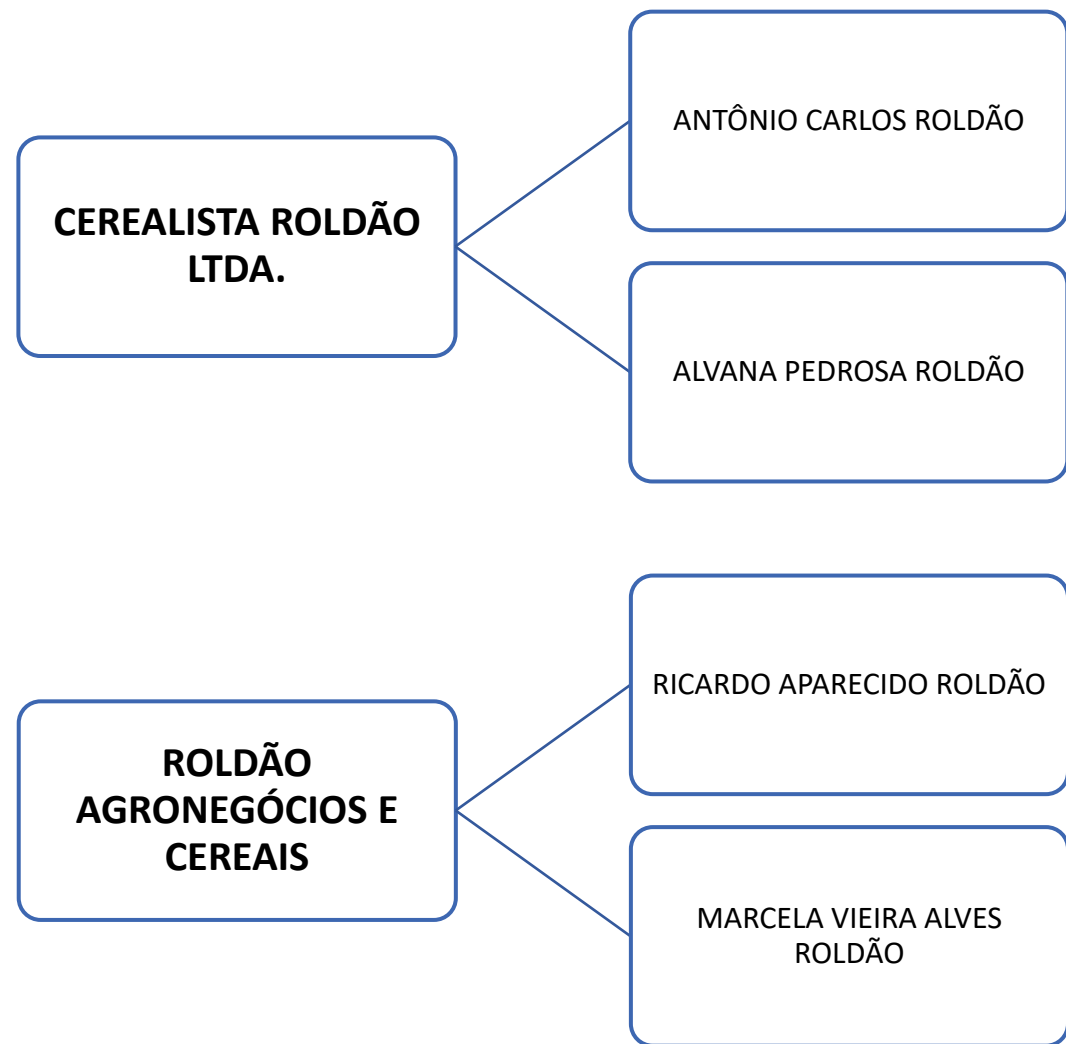 CEREALISTA ROLDÃO
LTDA.
ANTÔNIO CARLOS ROLDÃO
ALVANA PEDROSA ROLDÃO
ROLDÃO
AGRONEGÓCIOS E
CEREAIS
RICARDO APARECIDO ROLDÃO
MARCELA VIEIRA ALVES
ROLDÃO